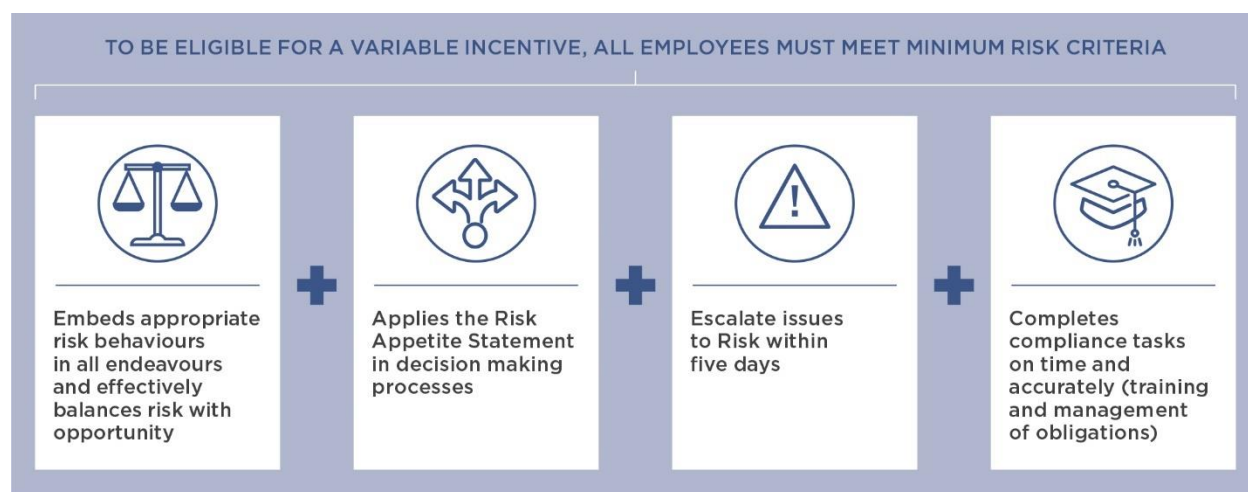 TO BE ELIGIBLE FOR A VARIABLE INCENTIVE, ALL EMPLOYEES MUST MEET MINIMUM RISK CRITERIA
Embeds appropriate
risk behaviours
in all endeavours
and effectively
balances risk with
opportunity
Applies the Risk
Appetite Statement
in decision making
processes
Escalate issues
to Risk within
five days
Completes
compliance tasks
on time and
accurately (training
and management
of obligations)